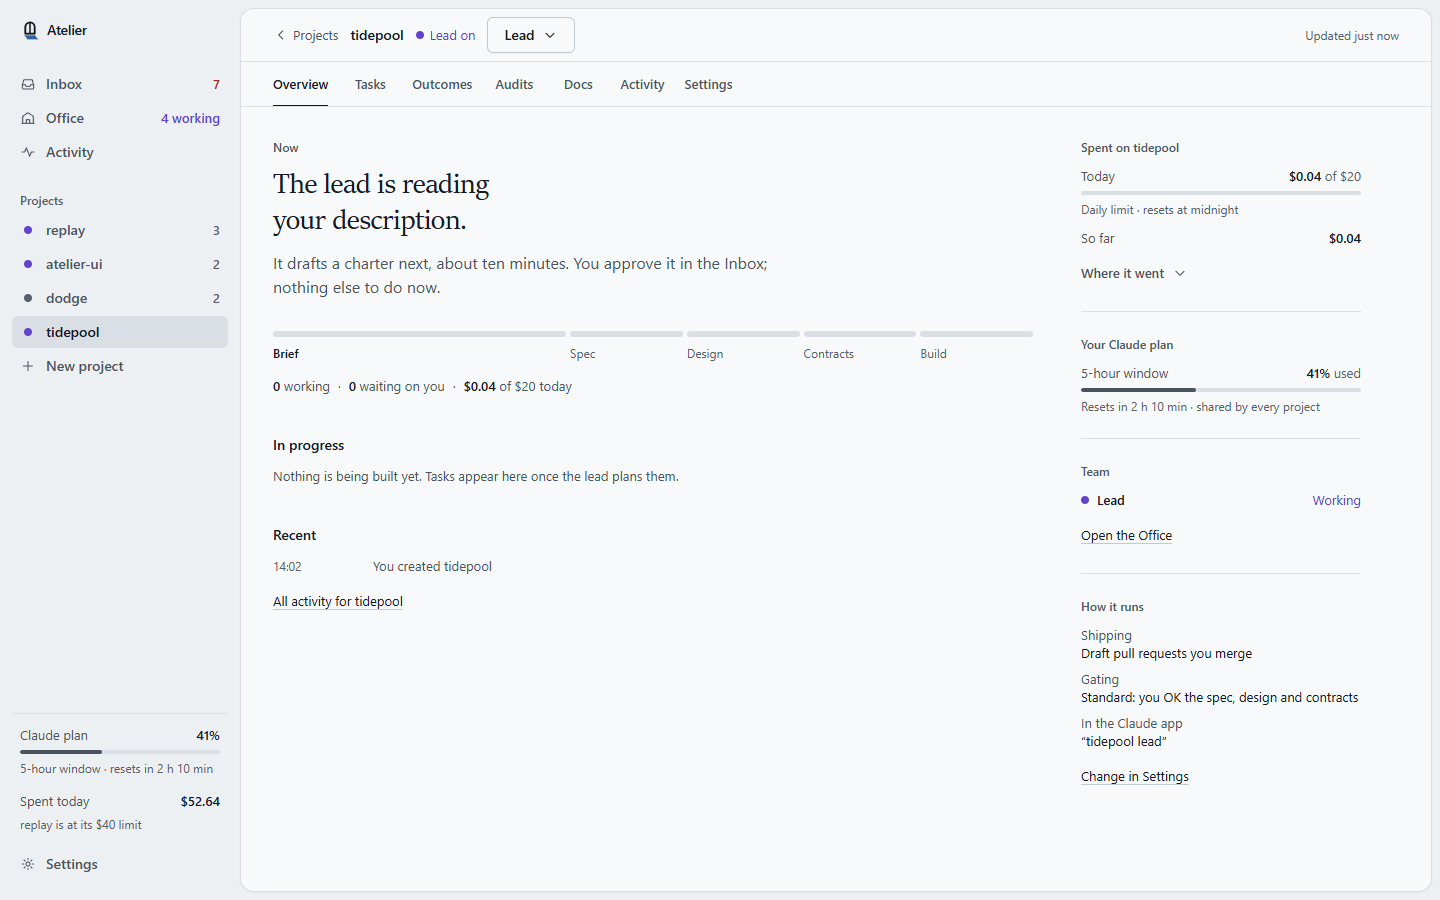 Atelier
Inbox 7
Office 4 working
Activity
Projects
replay 3
atelier-ui 2
dodge 2
tidepool
New project
Claude plan 41%
5-hour window · resets in 2 h 10 min
Spent today $52.64
replay is at its $40 limit
Settings
Projects tidepool Lead on Lead
Updated just now
Overview Tasks Outcomes Audits Docs Activity Settings
Now
The lead is reading
your description.
It drafts a charter next, about ten minutes. You approve it in the Inbox;
nothing else to do now.
Brief Spec Design Contracts Build
0 working · 0 waiting on you · $0.04 of $20 today
In progress
Nothing is being built yet. Tasks appear here once the lead plans them.
Recent
14:02 You created tidepool
All activity for tidepool
Spent on tidepool
Today $0.04 of $20
Daily limit · resets at midnight
So far $0.04
Where it went
Your Claude plan
5-hour window 41% used
Resets in 2 h 10 min · shared by every project
Team
Lead Working
Open the Office
How it runs
Shipping
Draft pull requests you merge
Gating
Standard: you OK the spec, design and contracts
In the Claude app
“tidepool lead”
Change in Settings